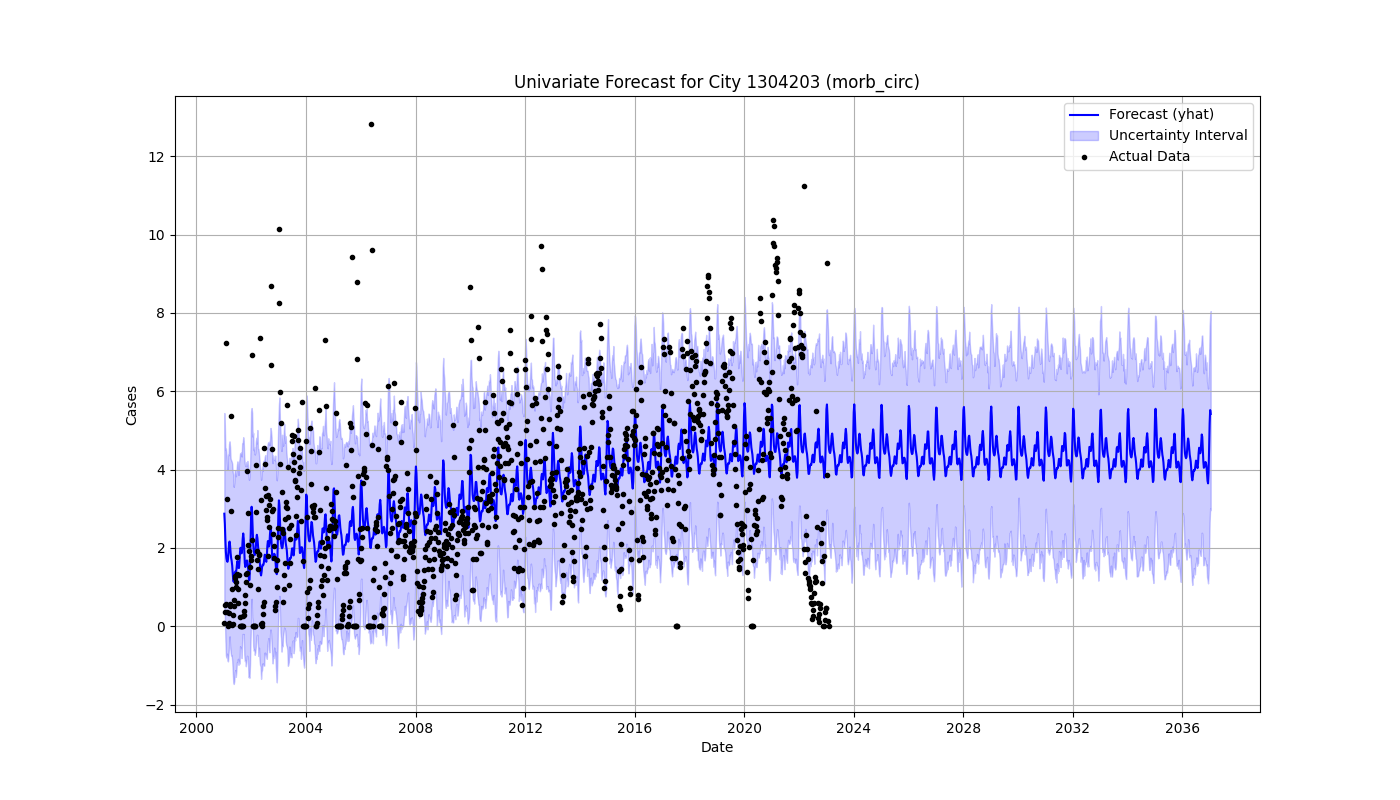 Univariate Forecast for City 1304203 (morb_circ)
Forecast (yhat)
Uncertainty Interval
Actual Data
Cases
12
10
8
6
4
2
0
−2
2000 2004 2008 2012 2016 2020 2024 2028 2032 2036
Date